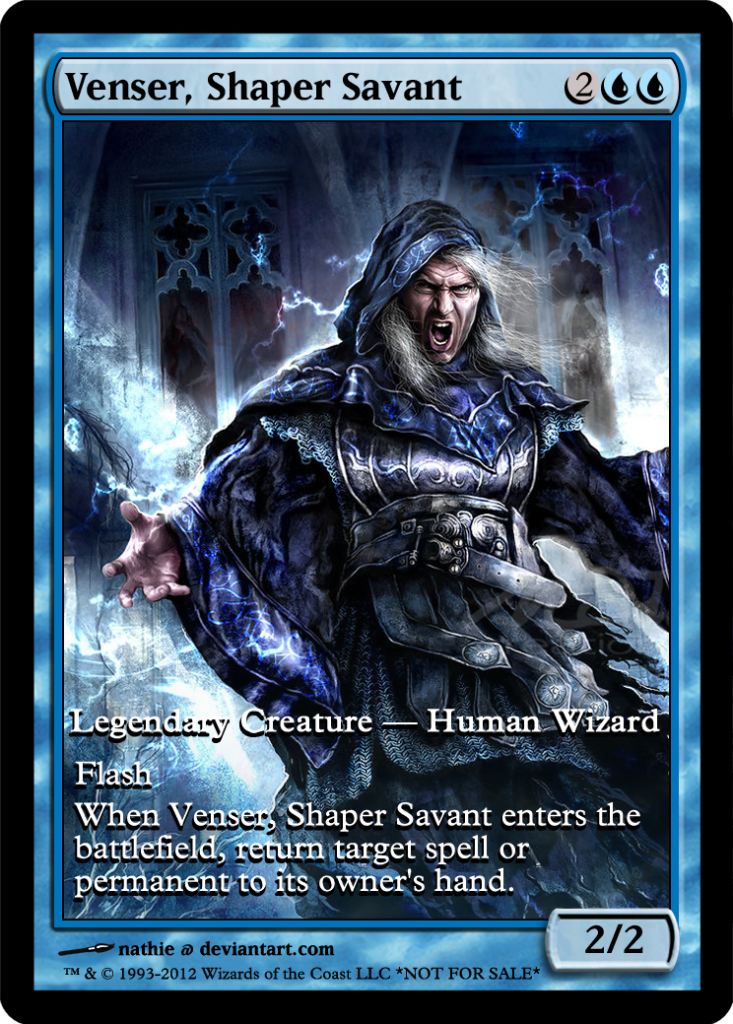 Venser, Shaper Savant 2
Legendary Creature — Human Wizard
Flash
When Venser, Shaper Savant enters the
battlefield, return target spell or
permanent to its owner's hand.
2/2
nathie @ deviantart.com
™ & © 1993-2012 Wizards of the Coast LLC *NOT FOR SALE*